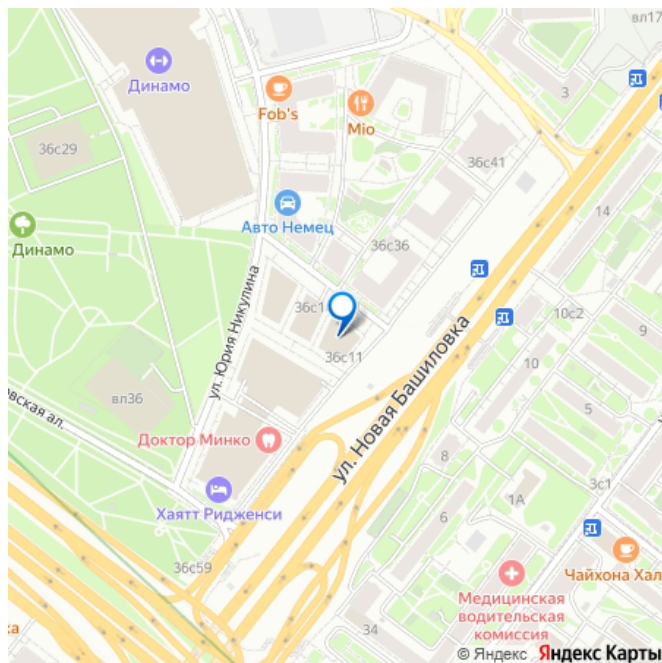 вл17
Динамо
3
Fob's
Mio
36с29
36с41
Авто Немец
14
Динамо
36с36
ул. Юрия Никулина
36с1
10с2
9
36с11
ул. Новая Башиловка
10
вл36
5
вская ал.
Доктор Минко
8
3с1
1А
Хаятт Ридженси
6
Чайхона Хал
36с59
Медицинская
водительская
комиссия
ка
34
© Яндекс Яндекс Карты